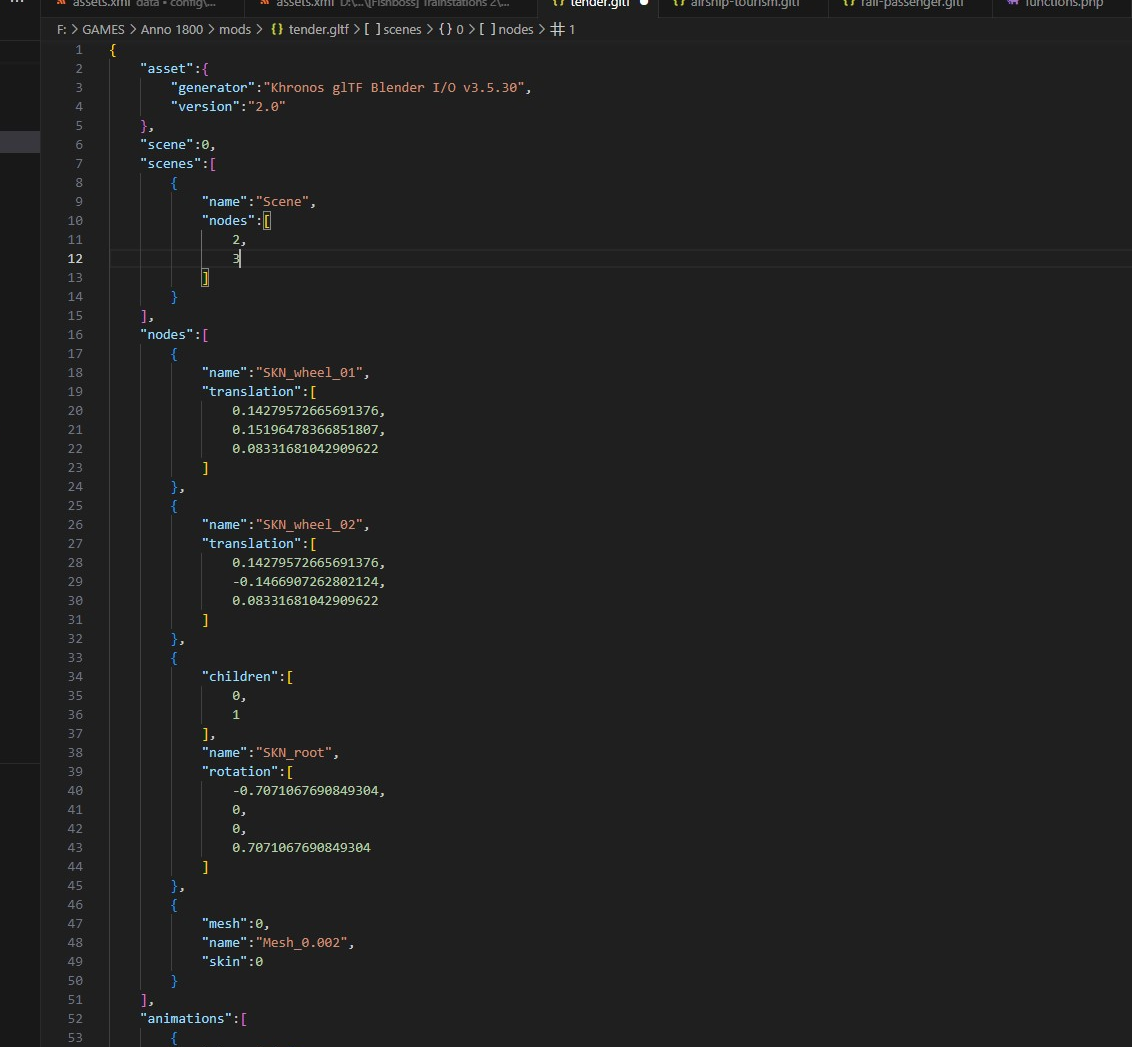 assets.xml data • config\...
assets.xml D:\...\[Fishboss] Trainstations 2\...
tender.gltf
airship-tourism.gltf
rail-passenger.gltf
functions.php
F: > GAMES > Anno 1800 > mods > {} tender.gltf > [ ] scenes > {} 0 > [ ] nodes > # 1
1 {
2 "asset":{
3 "generator":"Khronos glTF Blender I/O v3.5.30",
4 "version":"2.0"
5 },
6 "scene":0,
7 "scenes":[
8 {
9 "name":"Scene",
10 "nodes":[
11 2,
12 3
13 ]
14 }
15 ],
16 "nodes":[
17 {
18 "name":"SKN_wheel_01",
19 "translation":[
20 0.14279572665691376,
21 0.15196478366851807,
22 0.08331681042909622
23 ]
24 },
25 {
26 "name":"SKN_wheel_02",
27 "translation":[
28 0.14279572665691376,
29 -0.1466907262802124,
30 0.08331681042909622
31 ]
32 },
33 {
34 "children":[
35 0,
36 1
37 ],
38 "name":"SKN_root",
39 "rotation":[
40 -0.7071067690849304,
41 0,
42 0,
43 0.7071067690849304
44 ]
45 },
46 {
47 "mesh":0,
48 "name":"Mesh_0.002",
49 "skin":0
50 }
51 ],
52 "animations":[
53 {